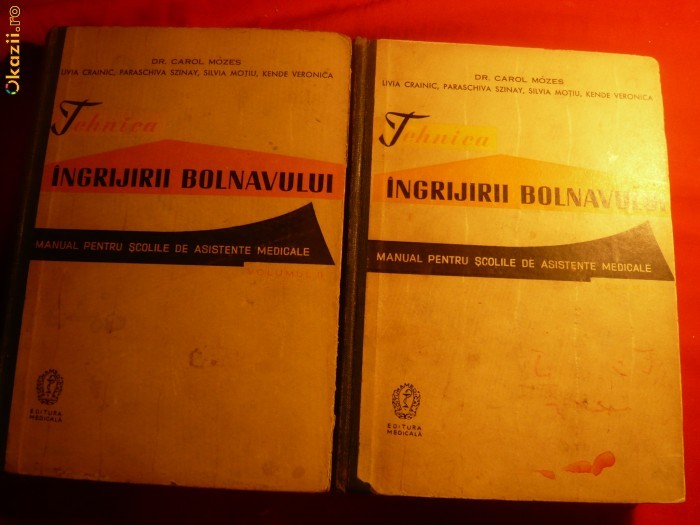 Okazii.ro
DR. CAROL MÓZES
LIVIA CRAINIC, PARASCHIVA SZINAY, SILVIA MOȚIU, KENDE VERONICA
Tehnica
ÎNGRIJIRII BOLNAVULUI
MANUAL PENTRU ȘCOLILE DE ASISTENTE MEDICALE
VOLUMUL
EDITURA
MEDICALĂ
DR. CAROL MÓZES
LIVIA CRAINIC, PARASCHIVA SZINAY, SILVIA MOȚIU, KENDE VERONICA
Tehnica
ÎNGRIJIRII BOLNAVULUI
MANUAL PENTRU ȘCOLILE DE ASISTENTE MEDICALE
EDITURA
MEDICALĂ